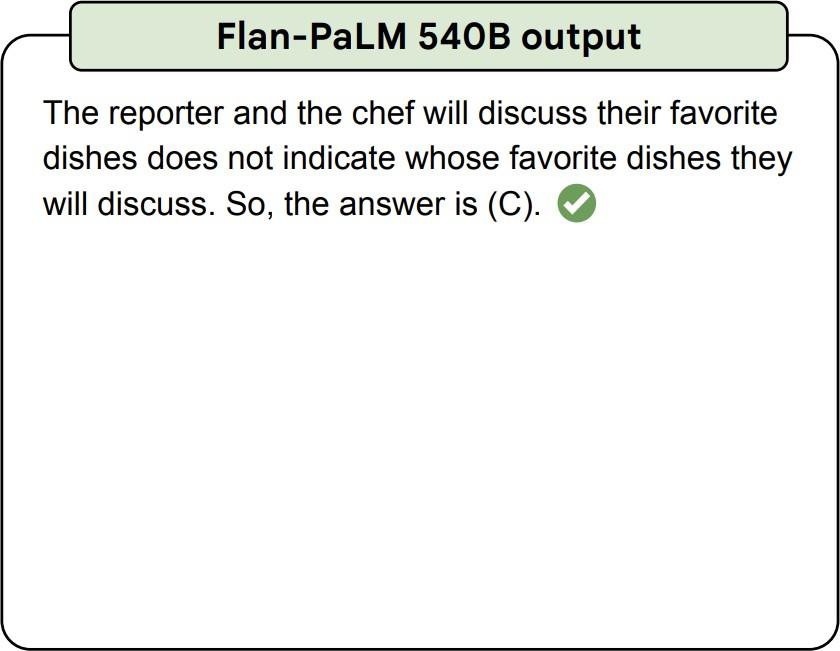 Flan-PaLM 540B output
The reporter and the chef will discuss their favorite
dishes does not indicate whose favorite dishes they
will discuss. So, the answer is (C).